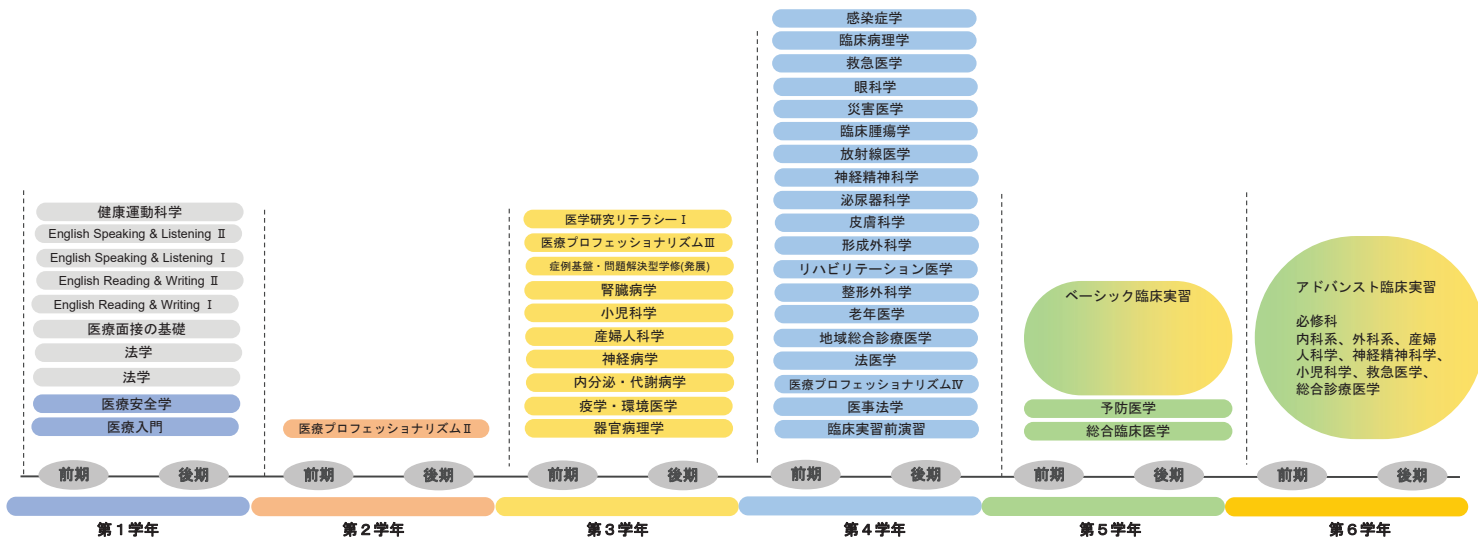 健康運動科学
English Speaking & Listening Ⅱ
English Speaking & Listening Ⅰ
English Reading & Writing Ⅱ
English Reading & Writing Ⅰ
医療面接の基礎
法学
法学
医療安全学
医療入門
医療プロフェッショナリズムⅡ
医学研究リテラシーⅠ
医療プロフェッショナリズムⅢ
症例基盤・問題解決型学修(発展)
腎臓病学
小児科学
産婦人科学
神経病学
内分泌・代謝病学
疫学・環境医学
器官病理学
感染症学
臨床病理学
救急医学
眼科学
災害医学
臨床腫瘍学
放射線医学
神経精神科学
泌尿器科学
皮膚科学
形成外科学
リハビリテーション医学
整形外科学
老年医学
地域総合診療医学
法医学
医療プロフェッショナリズムⅣ
医事法学
臨床実習前演習
ベーシック臨床実習
予防医学
総合臨床医学
アドバンスト臨床実習
必修科
内科系、外科系、産婦
人科学、神経精神科学、
小児科学、救急医学、
総合診療医学
前期 後期 前期 後期 前期 後期 前期 後期 前期 後期 前期 後期
第1学年 第2学年 第3学年 第4学年 第5学年 第6学年